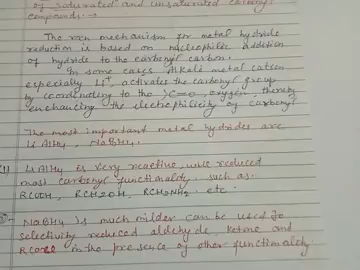 of saturated and unsaturated carbonyl
compounds :→
The rxn mechanism for metal hydride
reduction is based on nucleophilic addition
of hydride to the carbonyl carbon.
In some cases Alkali metal cation
especially Li⁺, activates the carbonyl group
by coordinating to the >C=O, oxygen, thereby
enhancing the electrophilicity of carbonyl
The most important metal hydrides are
LiAlH4, NaBH4.
LiAlH4 is very reactive, will reduced
most carbonyl functionality, such as.
RCOOH, RCH2OH, RCH2NH2, etc.
NaBH4 is much milder can be used to
selectivity reduced aldehyde, ketone and
in the presence of other functionality